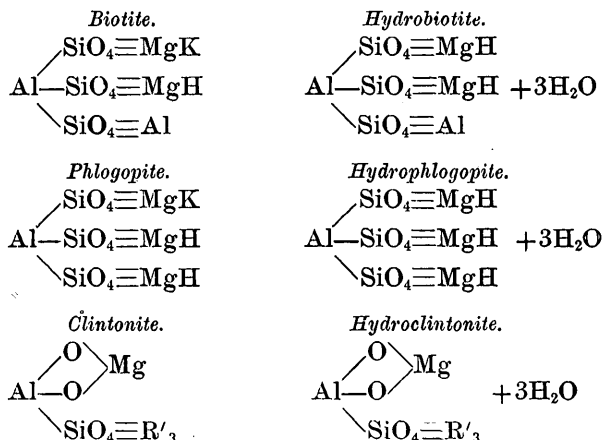 Biotite. Hydrobiotite.
SiO₄≡MgK SiO₄≡MgH
Al—SiO₄≡MgH Al—SiO₄≡MgH +3H₂O
SiO₄≡Al SiO₄≡Al
Phlogopite. Hydrophlogopite.
SiO₄≡MgK SiO₄≡MgH
Al—SiO₄≡MgH Al—SiO₄≡MgH +3H₂O
SiO₄≡MgH SiO₄≡MgH
Clintonite. Hydroclintonite.
O O
Mg Mg
Al—O Al—O +3H₂O
SiO₄≡R′₃ SiO₄≡R′₃